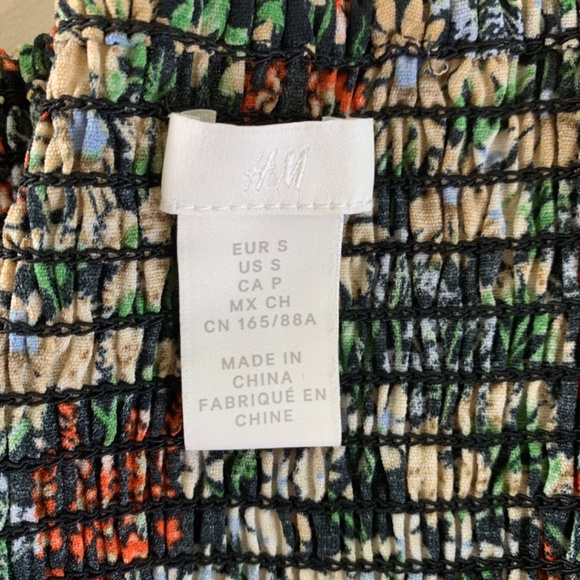 H&M
EUR S
US S
CA P
MX CH
CN 165/88A
MADE IN
CHINA
FABRIQUÉ EN
CHINE